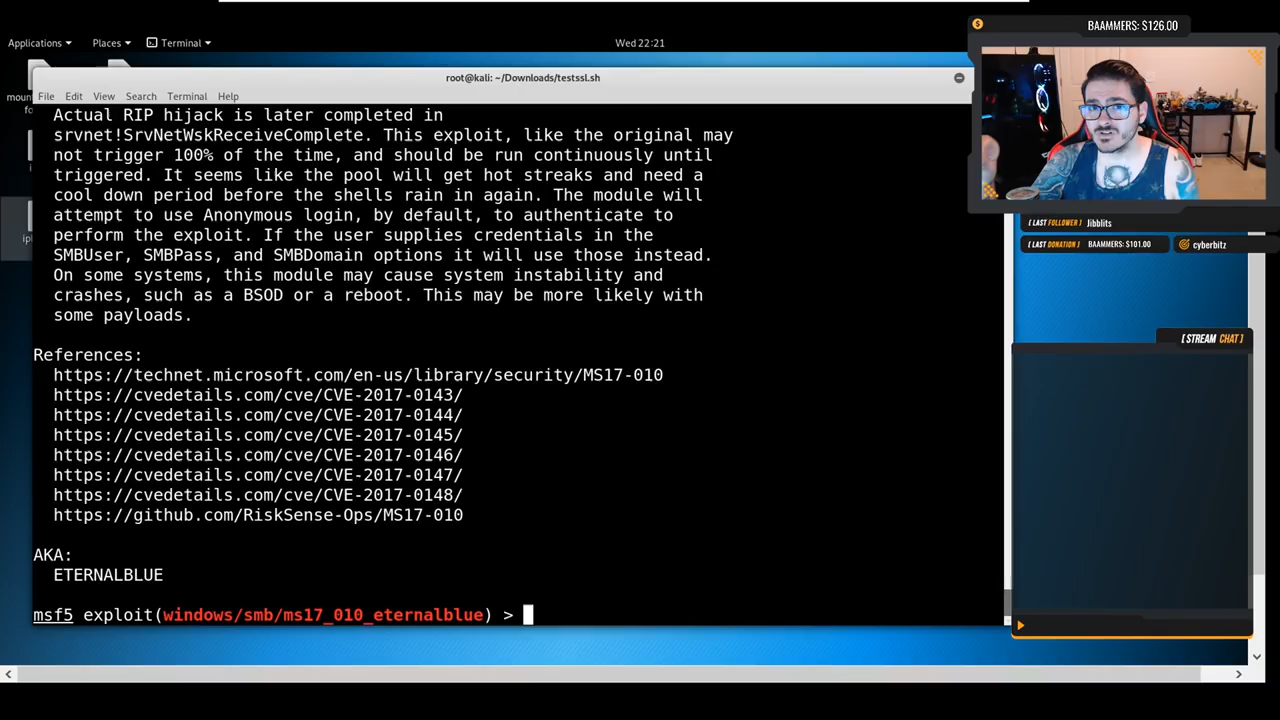 BAAMMERS: $126.00
Applications Places Terminal Wed 22:21
root@kali: ~/Downloads/testssl.sh
File Edit View Search Terminal Help
Actual RIP hijack is later completed in
srvnet!SrvNetWskReceiveComplete. This exploit, like the original may
not trigger 100% of the time, and should be run continuously until
triggered. It seems like the pool will get hot streaks and need a
cool down period before the shells rain in again. The module will
attempt to use Anonymous login, by default, to authenticate to
perform the exploit. If the user supplies credentials in the
SMBUser, SMBPass, and SMBDomain options it will use those instead.
On some systems, this module may cause system instability and
crashes, such as a BSOD or a reboot. This may be more likely with
some payloads.
References:
https://technet.microsoft.com/en-us/library/security/MS17-010
https://cvedetails.com/cve/CVE-2017-0143/
https://cvedetails.com/cve/CVE-2017-0144/
https://cvedetails.com/cve/CVE-2017-0145/
https://cvedetails.com/cve/CVE-2017-0146/
https://cvedetails.com/cve/CVE-2017-0147/
https://cvedetails.com/cve/CVE-2017-0148/
https://github.com/RiskSense-Ops/MS17-010
AKA:
ETERNALBLUE
msf5 exploit(windows/smb/ms17_010_eternalblue) >
[ LAST FOLLOWER ] Jibblits
[ LAST DONATION ] BAAMMERS: $101.00 cyberbitz
[ STREAM CHAT ]